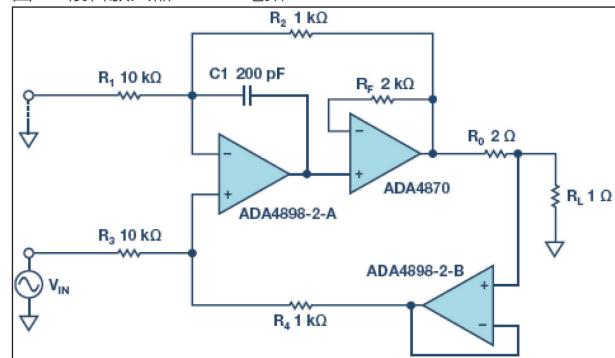 R2 1 kΩ
C1 200 pF
R1 10 kΩ
RF 2 kΩ
R0 2 Ω
−
+
−
+
ADA4870
ADA4898-2-A
RL 1 Ω
R3 10 kΩ
ADA4898-2-B
VIN
+
−
R4 1 kΩ